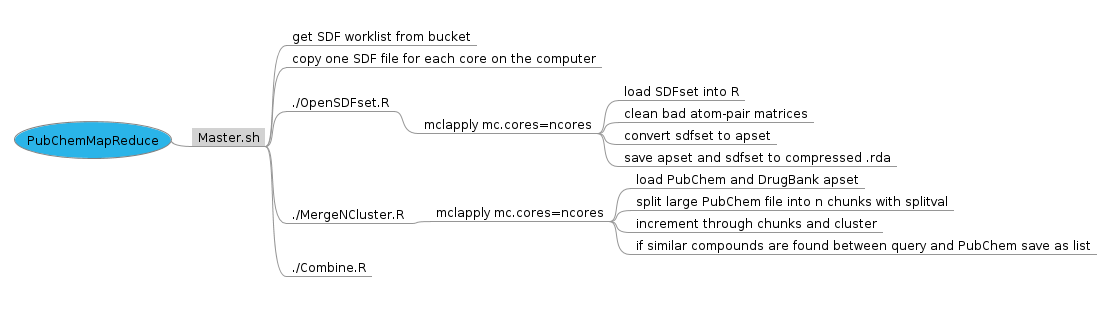 PubChemMapReduce
Master.sh
get SDF worklist from bucket
copy one SDF file for each core on the computer
./OpenSDFset.R
mclapply mc.cores=ncores
load SDFset into R
clean bad atom-pair matrices
convert sdfset to apset
save apset and sdfset to compressed .rda
./MergeNCluster.R
mclapply mc.cores=ncores
load PubChem and DrugBank apset
split large PubChem file into n chunks with splitval
increment through chunks and cluster
if similar compounds are found between query and PubChem save as list
./Combine.R